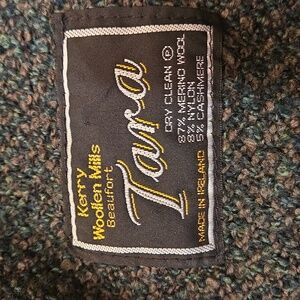 Kerry
Woollen Mills
Beaufort
Tara
DRY CLEAN Ⓟ
87% MERINO WOOL
8% NYLON
5% CASHMERE
MADE IN IRELAND